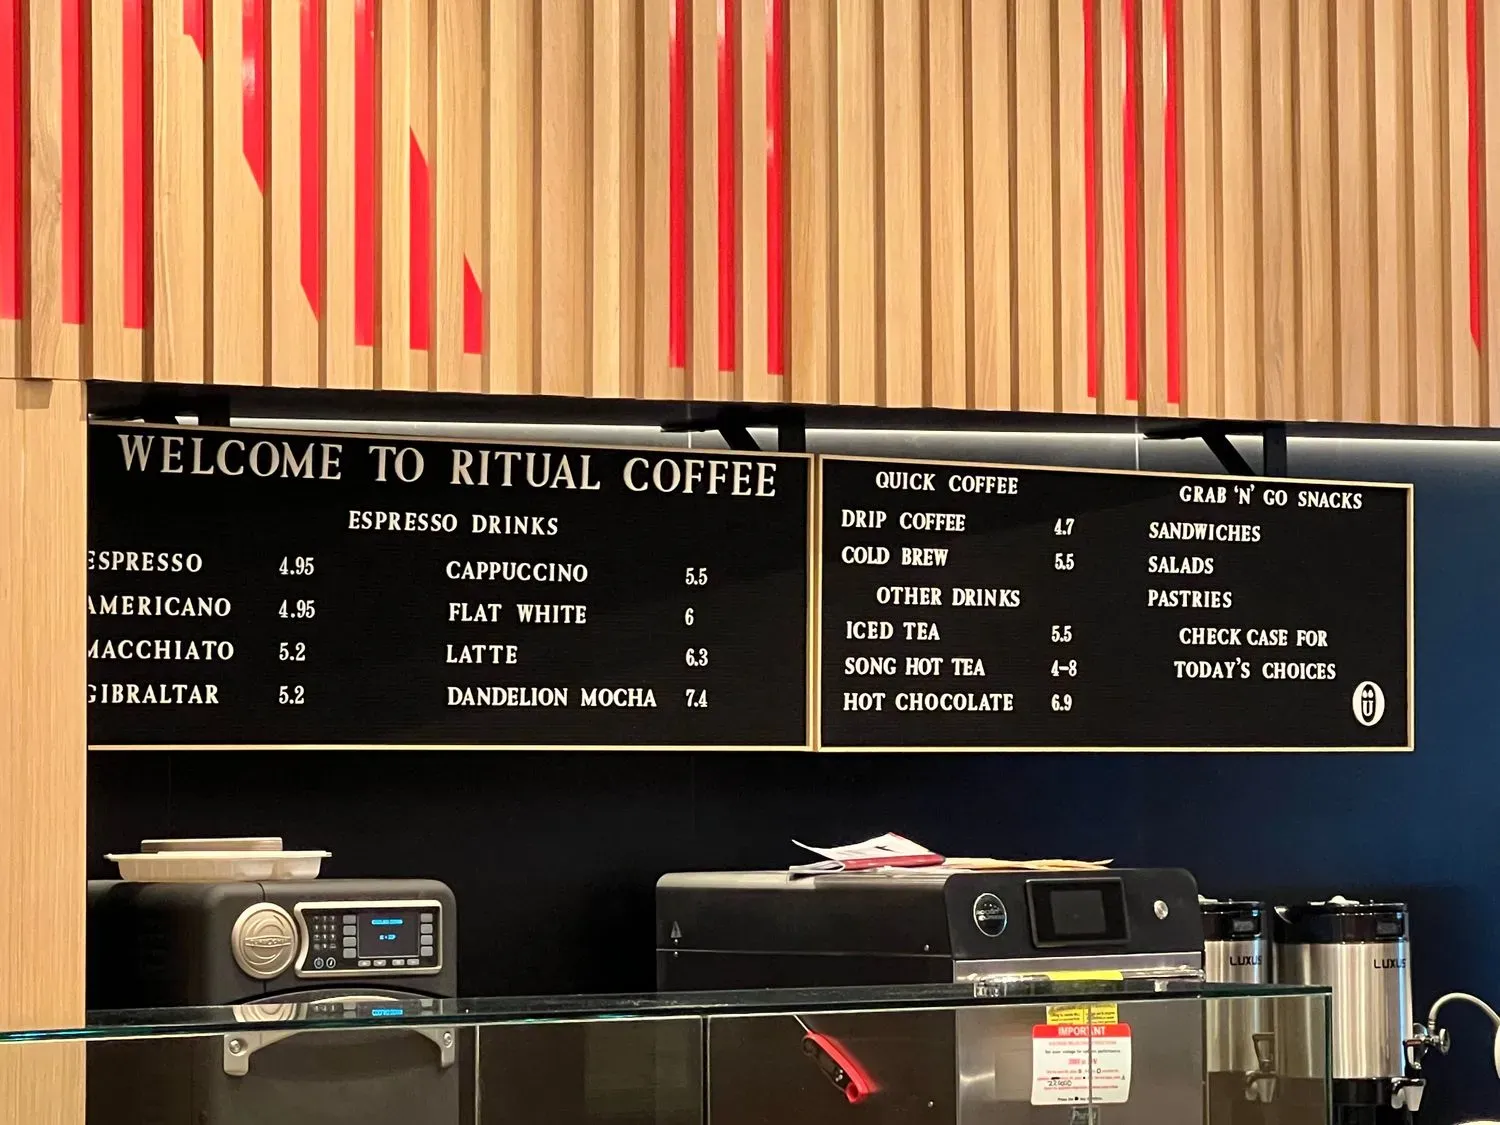 WELCOME TO RITUAL COFFEE
ESPRESSO DRINKS
ESPRESSO 4.95
AMERICANO 4.95
MACCHIATO 5.2
GIBRALTAR 5.2
CAPPUCCINO 5.5
FLAT WHITE 6
LATTE 6.3
DANDELION MOCHA 7.4
QUICK COFFEE
DRIP COFFEE 4.7
COLD BREW 5.5
OTHER DRINKS
ICED TEA 5.5
SONG HOT TEA 4-8
HOT CHOCOLATE 6.9
GRAB 'N' GO SNACKS
SANDWICHES
SALADS
PASTRIES
CHECK CASE FOR
TODAY'S CHOICES
LUXUS
LUXUS
IMPORTANT